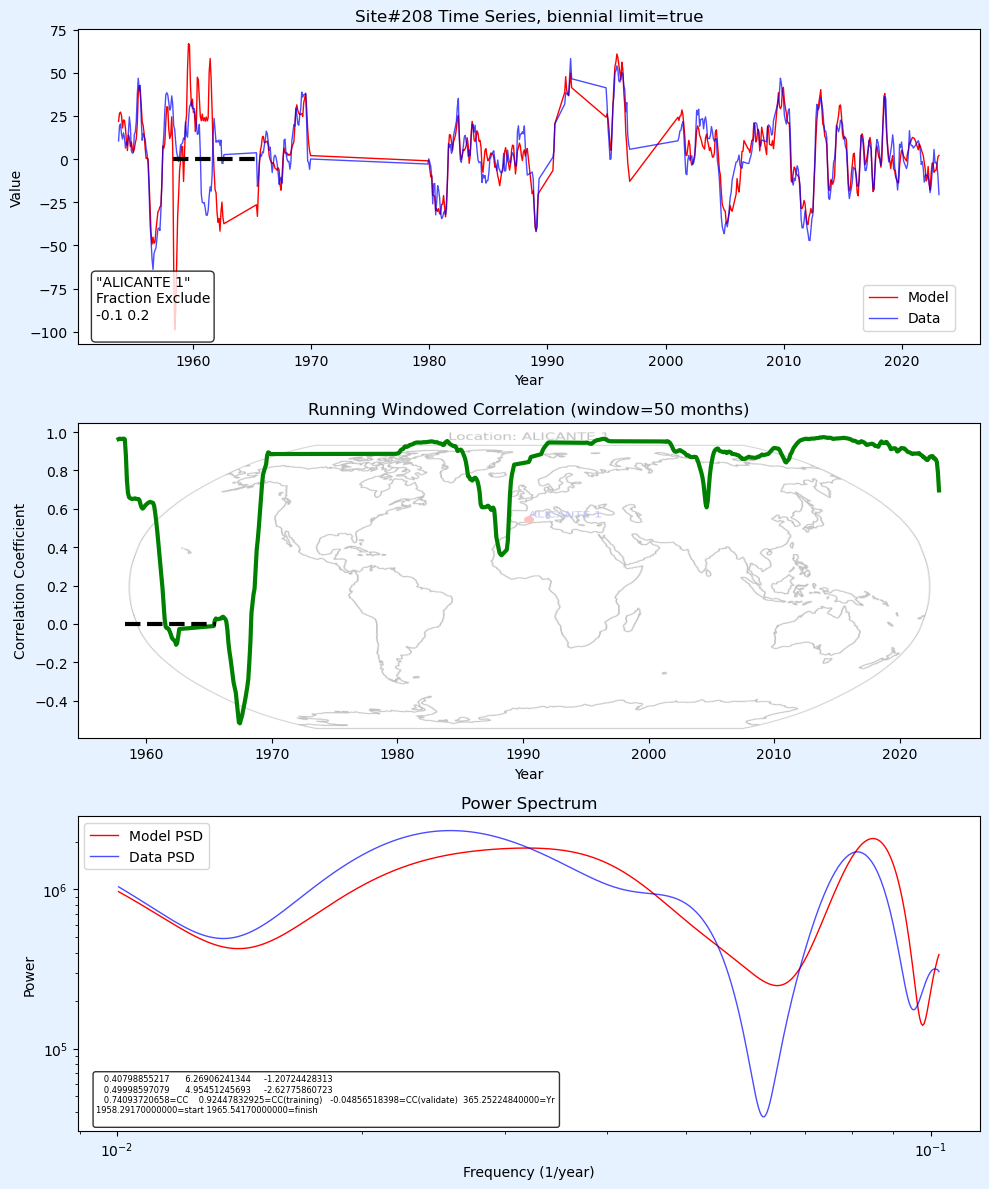 Site#208 Time Series, biennial limit=true
75
50
25
0
−25
−50
−75
−100
Value
"ALICANTE 1"
Fraction Exclude
-0.1 0.2
Model
Data
1960 1970 1980 1990 2000 2010 2020
Year
Running Windowed Correlation (window=50 months)
1.0
0.8
0.6
0.4
0.2
0.0
−0.2
−0.4
Correlation Coefficient
Location: ALICANTE 1
ALICANTE 1
1960 1970 1980 1990 2000 2010 2020
Year
Power Spectrum
Model PSD
Data PSD
10^6
10^5
Power
0.40798855217 6.26906241344 -1.20724428313
0.49998597079 4.95451245693 -2.62775860723
0.74093720658=CC 0.92447832925=CC(training) -0.04856518398=CC(validate) 365.25224840000=Yr
1958.29170000000=start 1965.54170000000=finish
10^−2 10^−1
Frequency (1/year)